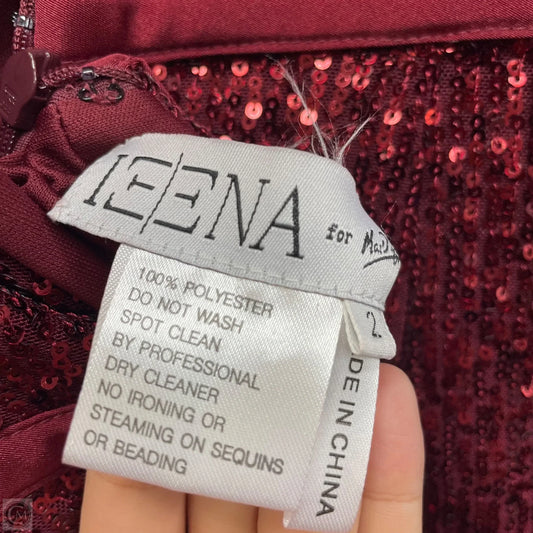 IEENA for
100% POLYESTER
DO NOT WASH
SPOT CLEAN
BY PROFESSIONAL
DRY CLEANER
NO IRONING OR
STEAMING ON SEQUINS
OR BEADING
2
DE IN CHINA